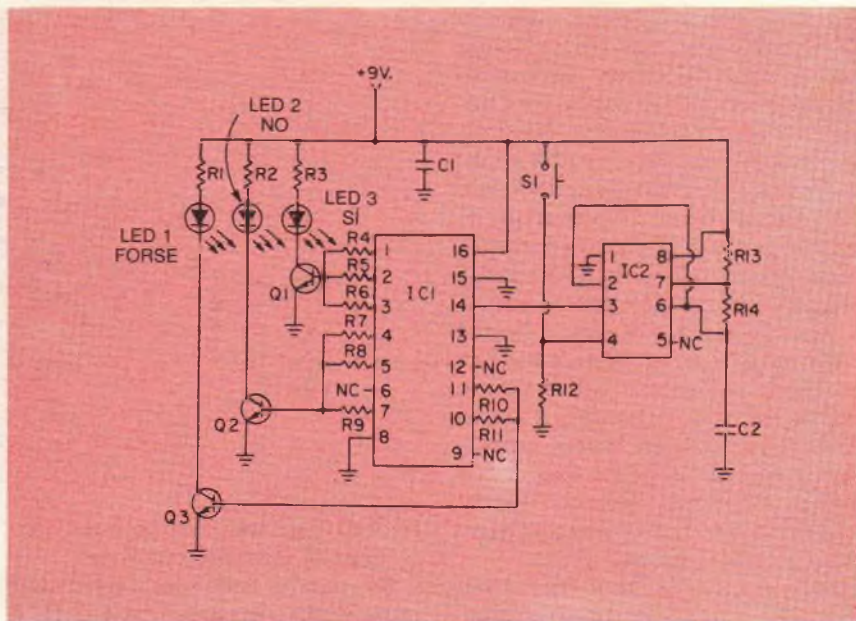 +9V.
LED 2
NO
R1
R2
R3
C1
S1
LED 3
SÍ
LED 1
FORSE
R4
R5
R6
R7
R8
NC
R9
Q1
Q2
Q3
1
2
3
4
5
6
7
8
IC1
16
15
14
13
12
11
10
9
NC
R10
R11
NC
R12
1
2
3
4
IC2
8
7
6
5
NC
R13
R14
C2